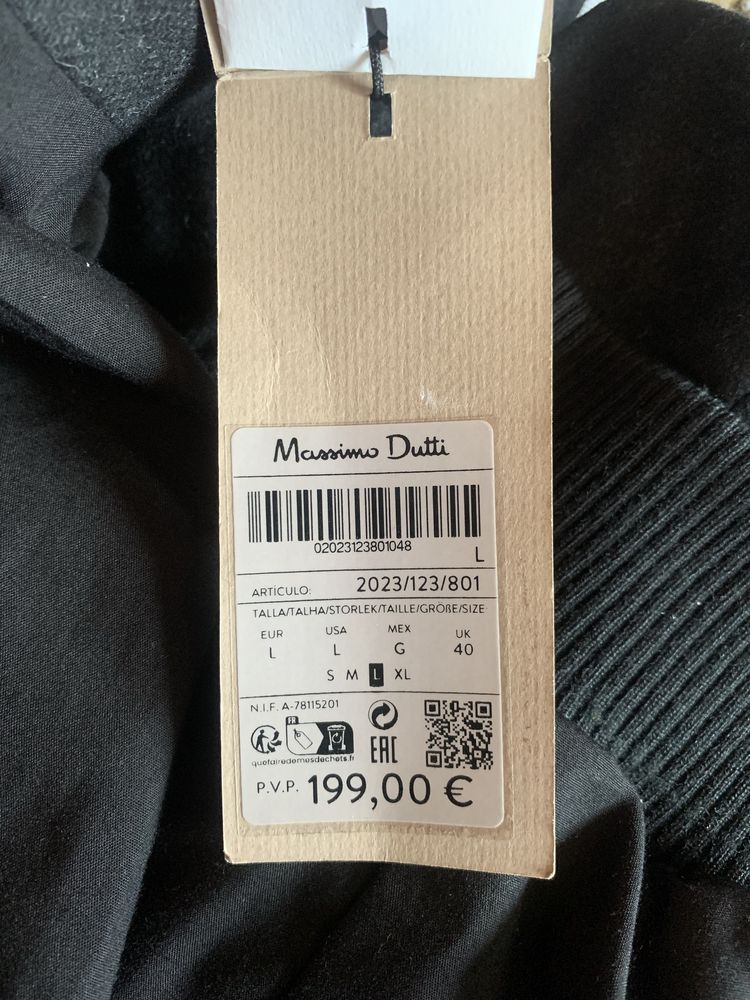 Massimo Dutti
02023123801048
L
ARTÍCULO: 2023/123/801
TALLA/TALHA/STORLEK/TAILLE/GRÖßE/SIZE
EUR USA MEX UK
L L G 40
S M L XL
N.I.F. A-78115201
FR
quefairedemesdechets.fr
EAC
P.V.P. 199,00 €